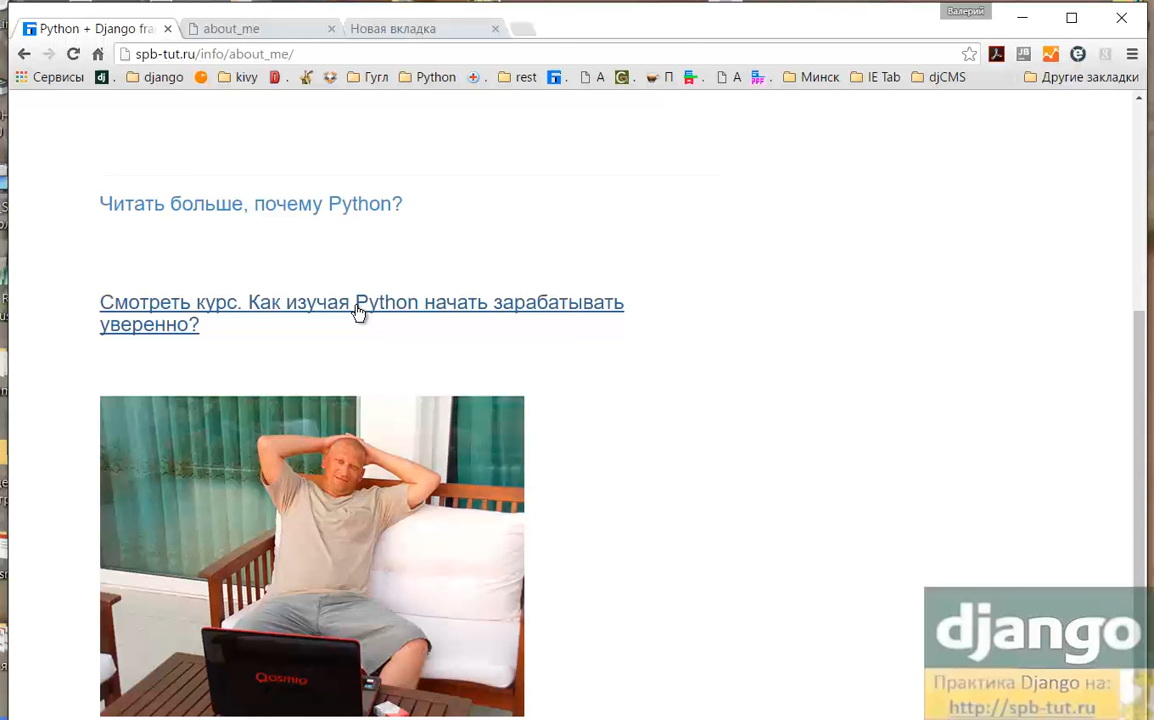 Валерий
Python + Django fra
about_me
Новая вкладка
spb-tut.ru/info/about_me/
Сервисы
dj .
django
kivy
Гугл
Python
rest
А
П
А
Минск
IE Tab
djCMS
Другие закладки
Читать больше, почему Python?
Смотреть курс. Как изучая Python начать зарабатывать
уверенно?
Qosmio
django
Практика Django на:
http://spb-tut.ru